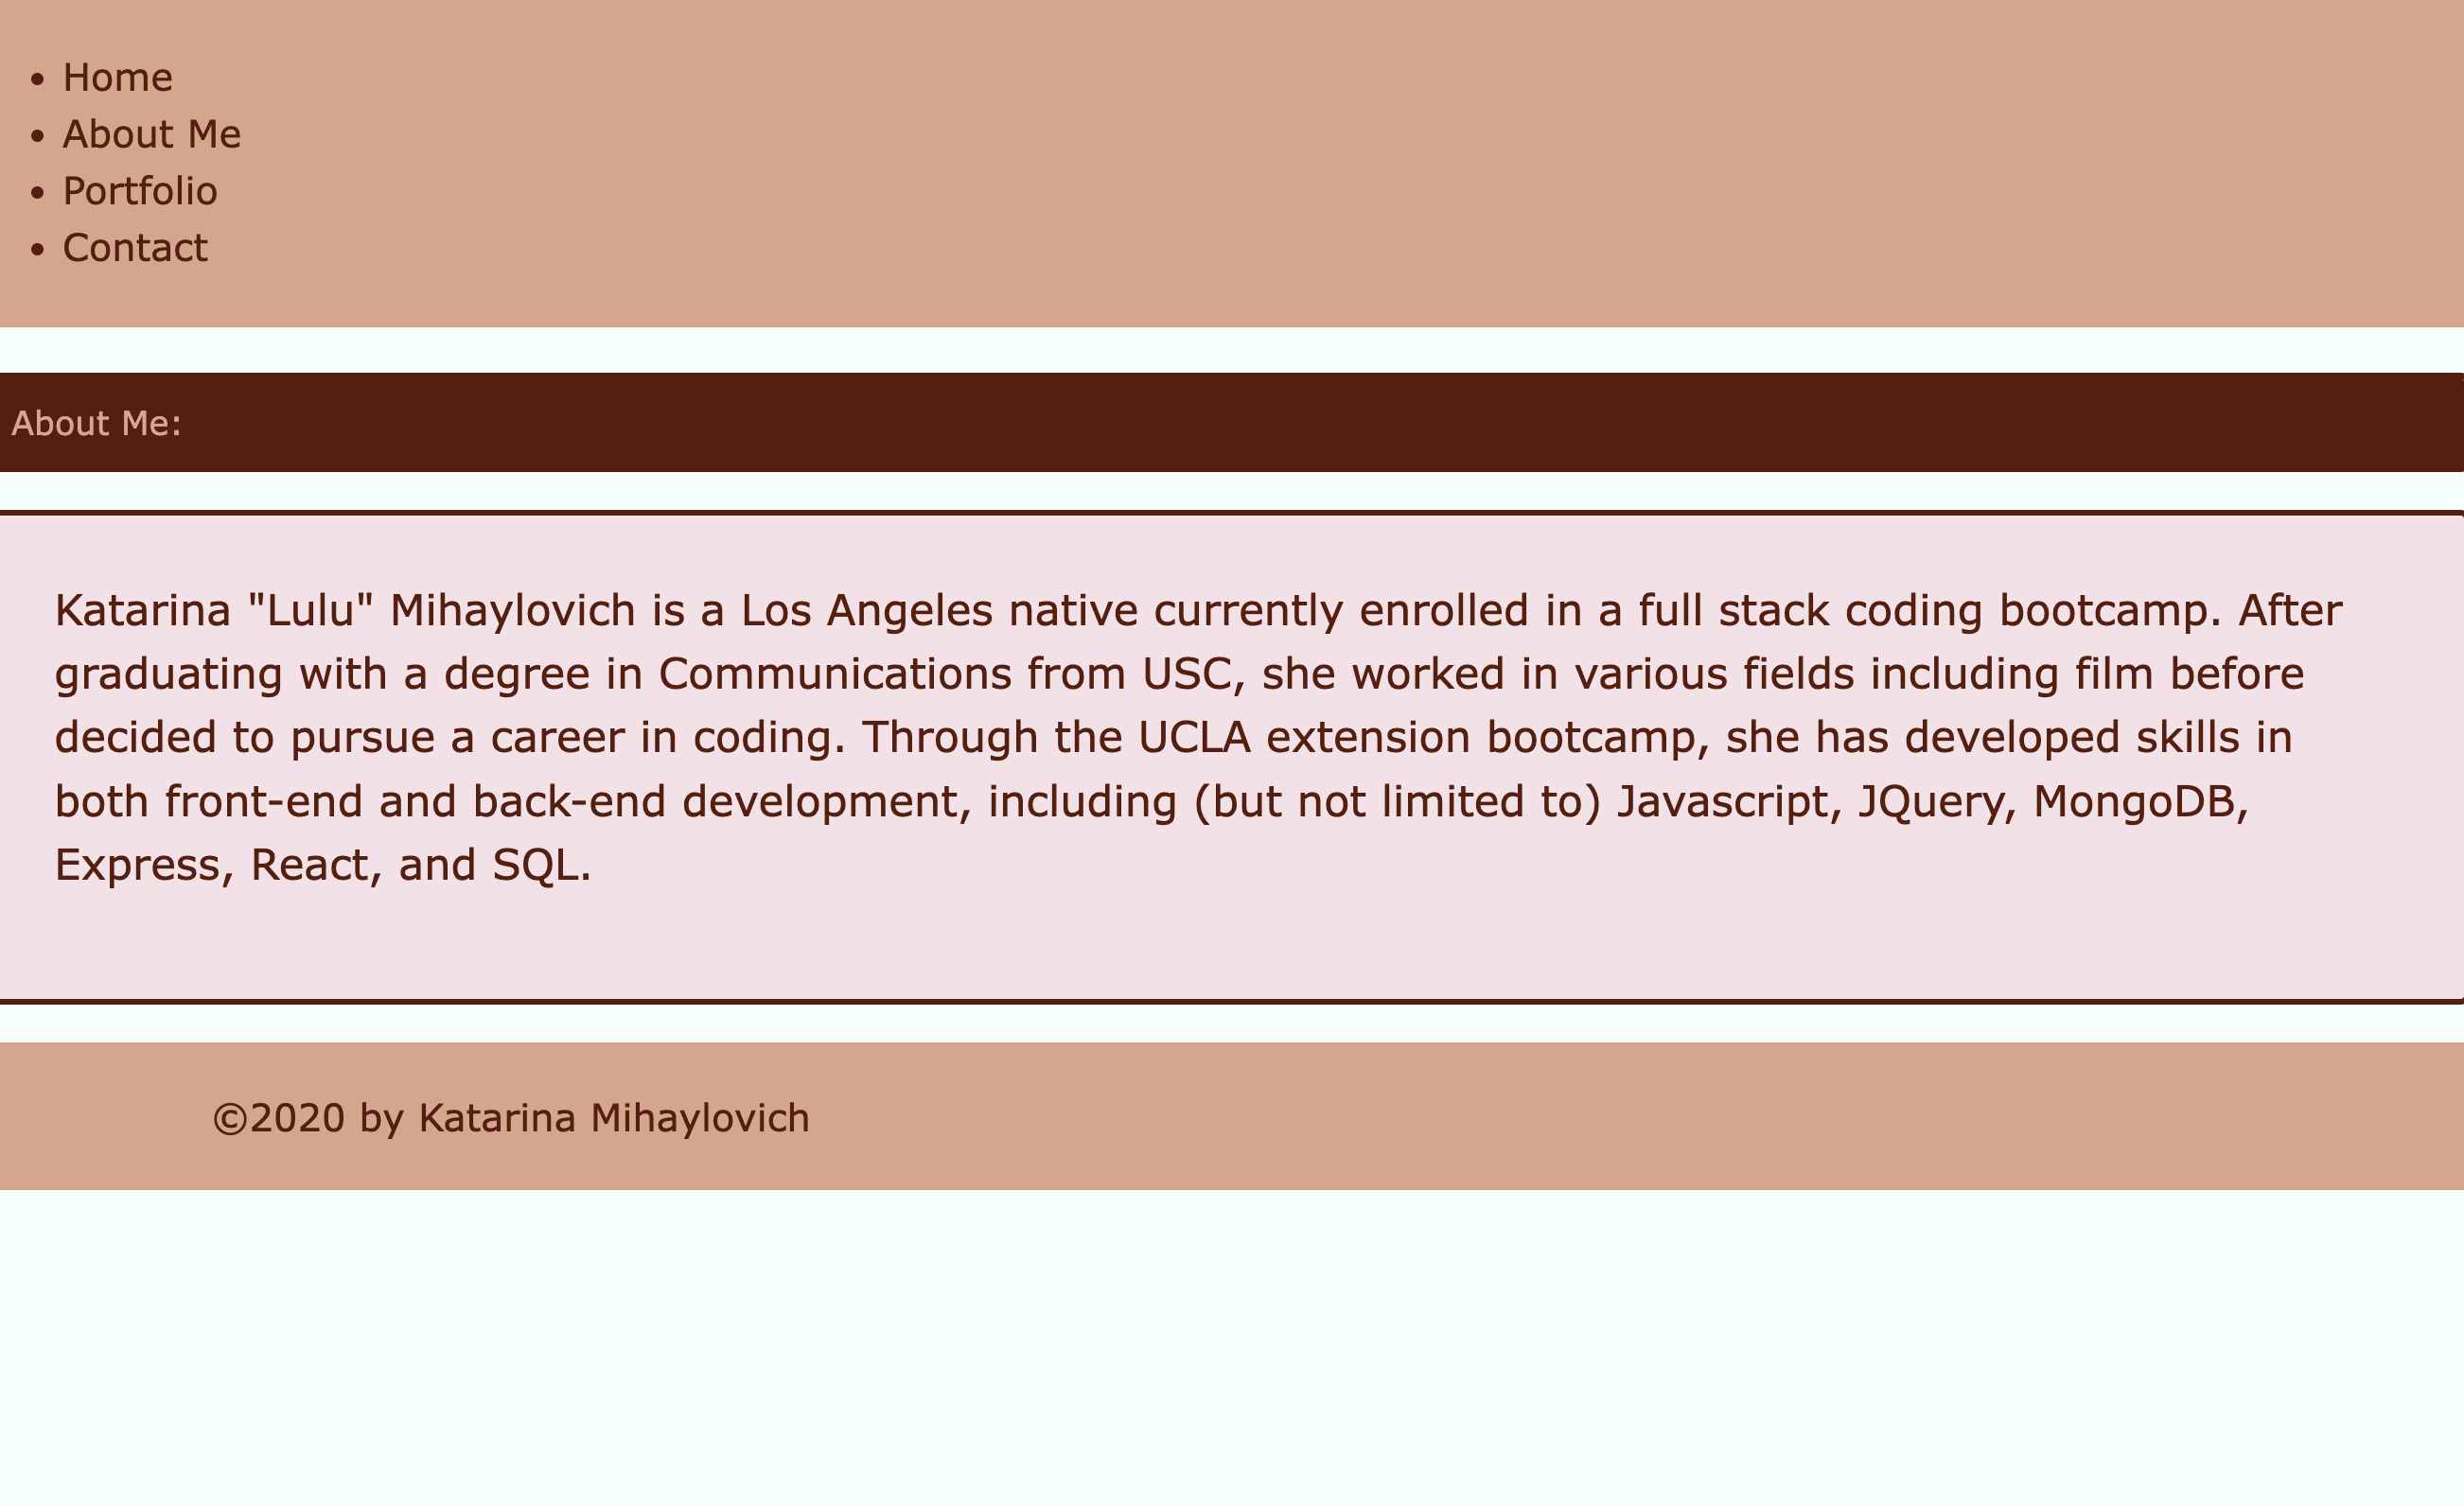 Home
About Me
Portfolio
Contact
About Me:
Katarina "Lulu" Mihaylovich is a Los Angeles native currently enrolled in a full stack coding bootcamp. After
graduating with a degree in Communications from USC, she worked in various fields including film before
decided to pursue a career in coding. Through the UCLA extension bootcamp, she has developed skills in
both front-end and back-end development, including (but not limited to) Javascript, JQuery, MongoDB,
Express, React, and SQL.
©2020 by Katarina Mihaylovich